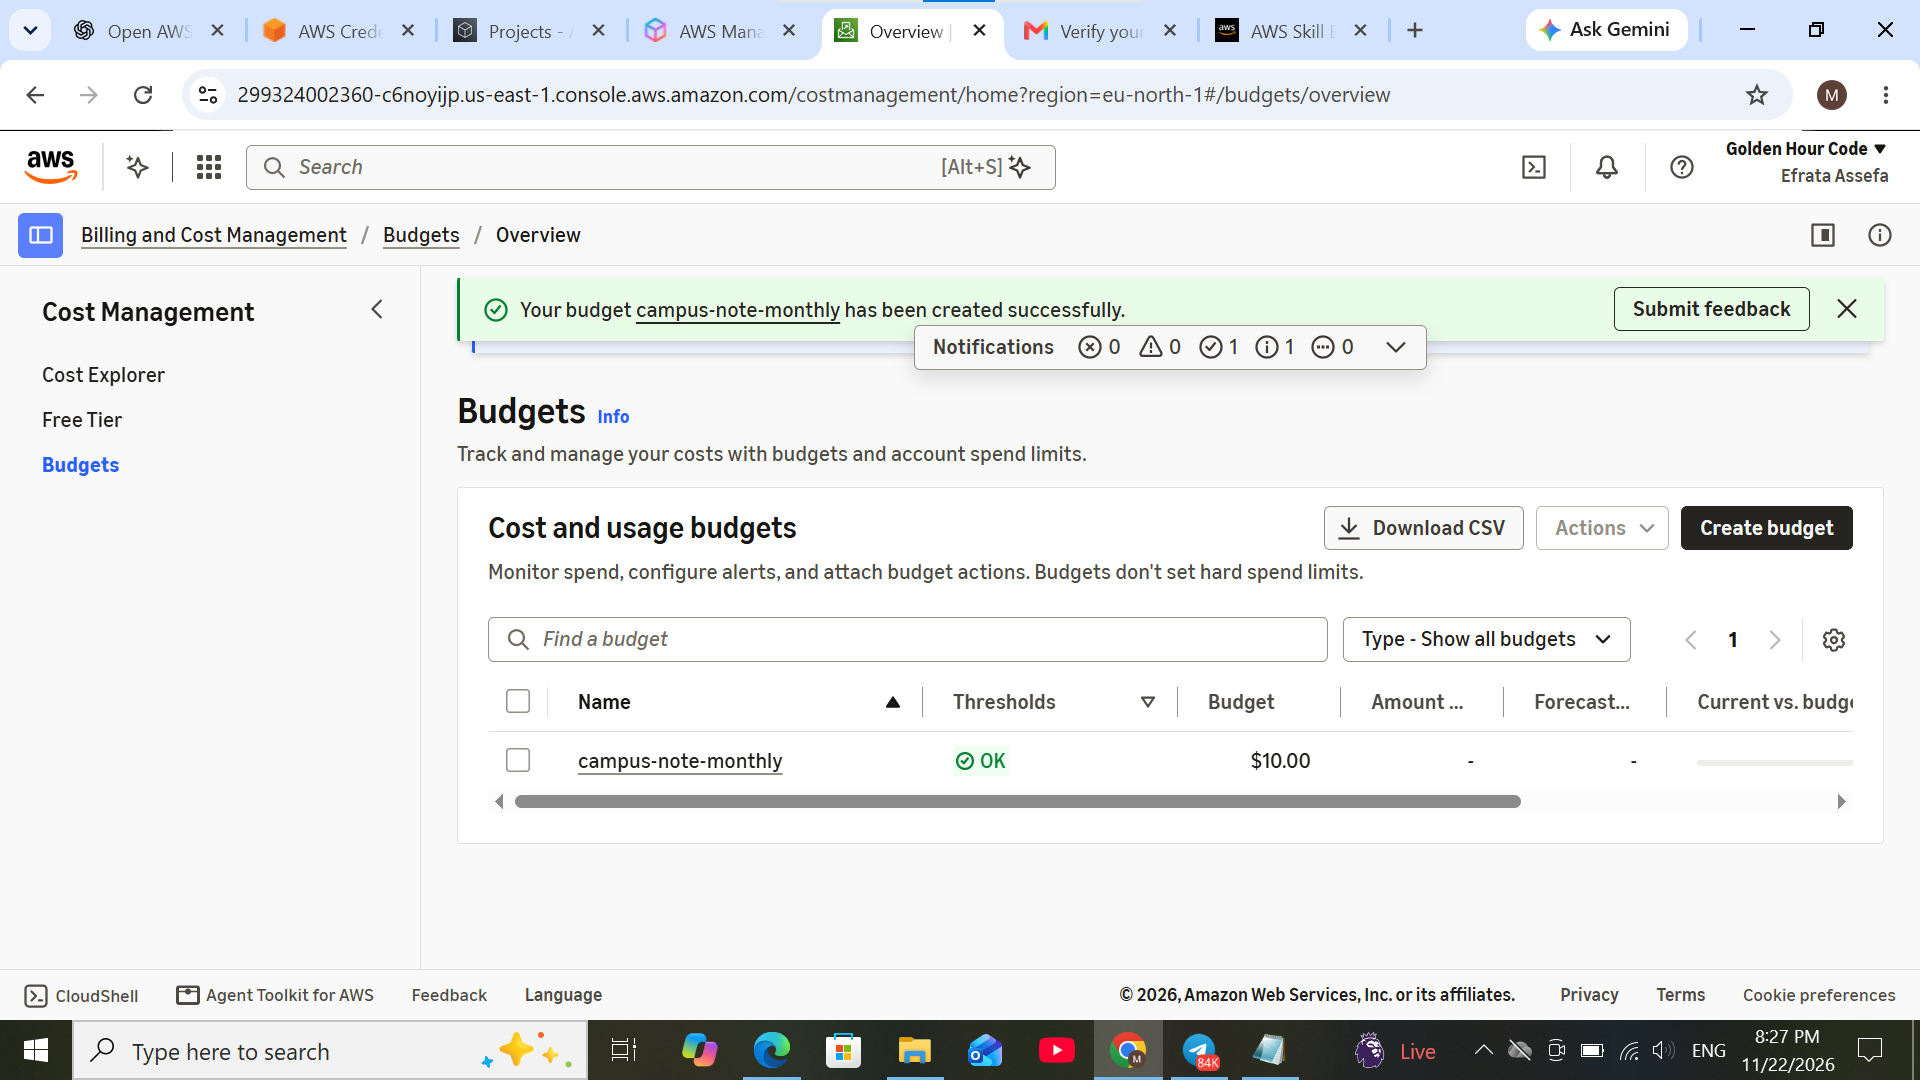 Open AWS
AWS Crede
Projects - A
AWS Mana
Overview |
Verify your
AWS Skill B
Ask Gemini
299324002360-c6noyijp.us-east-1.console.aws.amazon.com/costmanagement/home?region=eu-north-1#/budgets/overview
M
aws
Search
[Alt+S]
Golden Hour Code
Efrata Assefa
Billing and Cost Management / Budgets / Overview
Cost Management
Cost Explorer
Free Tier
Budgets
Your budget campus-note-monthly has been created successfully.
Submit feedback
Notifications 0 0 1 1 0
Budgets Info
Track and manage your costs with budgets and account spend limits.
Cost and usage budgets
Download CSV
Actions
Create budget
Monitor spend, configure alerts, and attach budget actions. Budgets don't set hard spend limits.
Find a budget
Type - Show all budgets
1
Name Thresholds Budget Amount ... Forecast... Current vs. budge
campus-note-monthly OK $10.00 - -
CloudShell Agent Toolkit for AWS Feedback Language
© 2026, Amazon Web Services, Inc. or its affiliates. Privacy Terms Cookie preferences
Type here to search
84K
Live
ENG
8:27 PM
11/22/2026